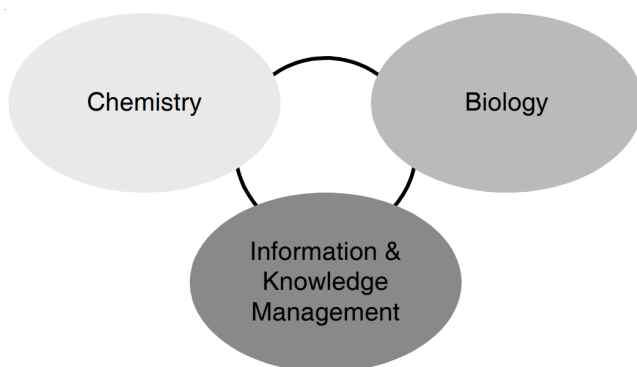 Chemistry
Biology
Information &
Knowledge
Management